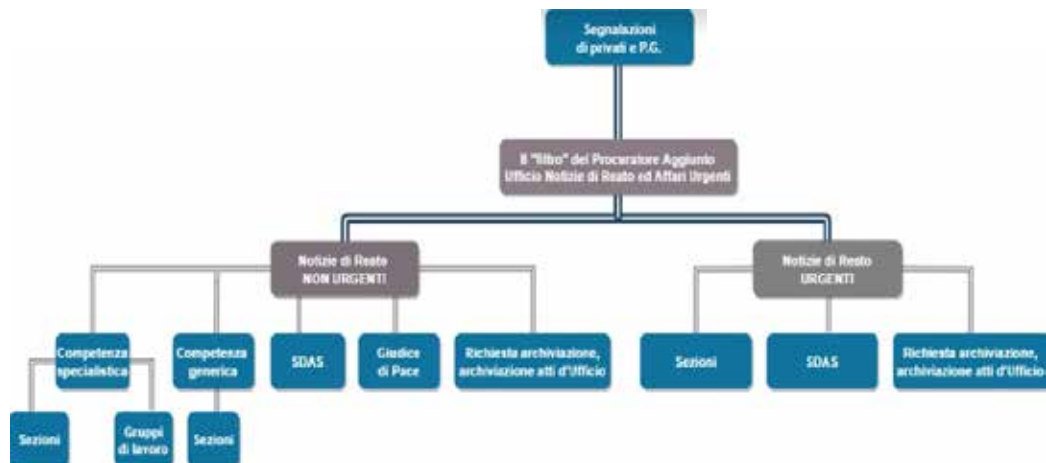 Segnalazioni
di privati e P.G.
Il "filtro" del Procuratore Aggiunto
Ufficio Notizie di Reato ed Affari Urgenti
Notizie di Reato
NON URGENTI
Notizie di Reato
URGENTI
Competenza
specialistica
Competenza
generica
SDAS
Giudice
di Pace
Richiesta archiviazione,
archiviazione atti d'Ufficio
Sezioni
SDAS
Richiesta archiviazione,
archiviazione atti d'Ufficio
Sezioni
Gruppi
di lavoro
Sezioni